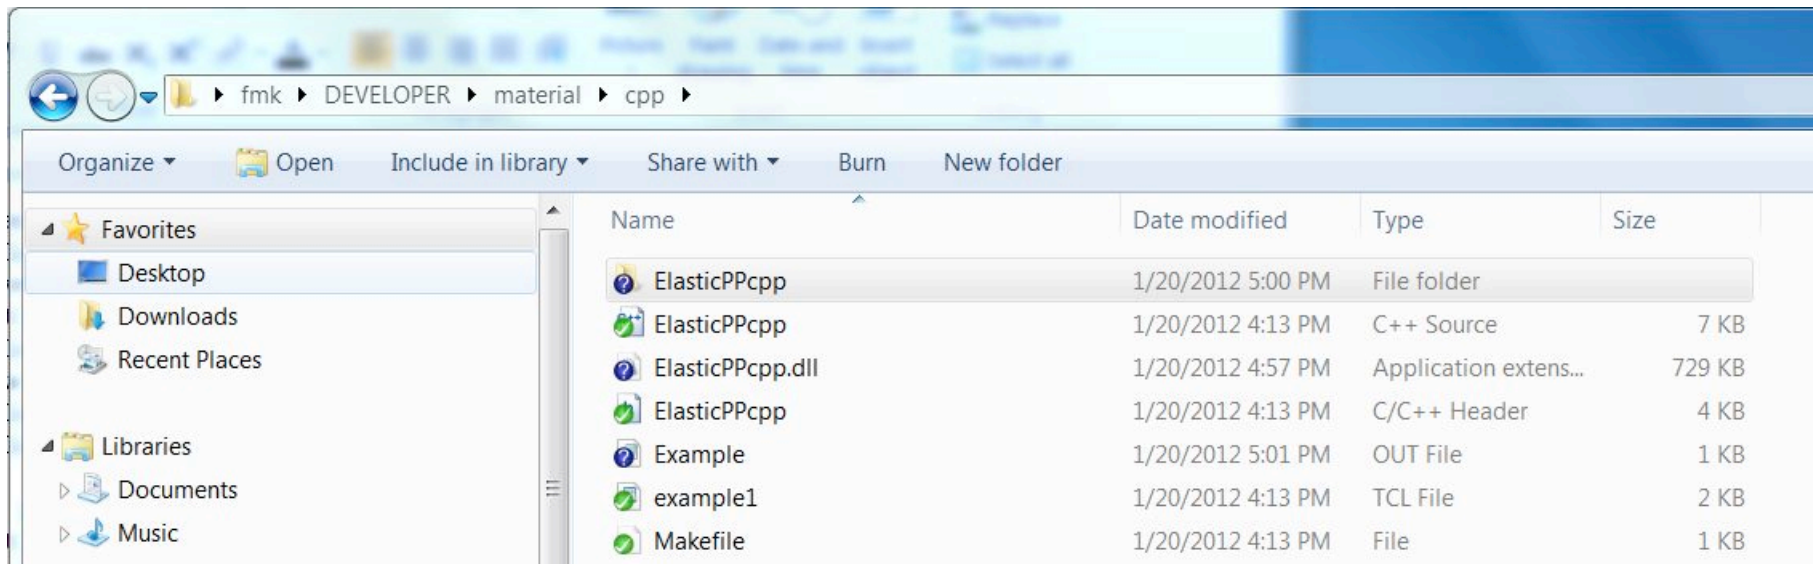 fmk DEVELOPER material cpp
Organize Open Include in library Share with Burn New folder
Favorites
Desktop
Downloads
Recent Places
Libraries
Documents
Music
Name Date modified Type Size
ElasticPPcpp 1/20/2012 5:00 PM File folder
ElasticPPcpp 1/20/2012 4:13 PM C++ Source 7 KB
ElasticPPcpp.dll 1/20/2012 4:57 PM Application extens... 729 KB
ElasticPPcpp 1/20/2012 4:13 PM C/C++ Header 4 KB
Example 1/20/2012 5:01 PM OUT File 1 KB
example1 1/20/2012 4:13 PM TCL File 2 KB
Makefile 1/20/2012 4:13 PM File 1 KB